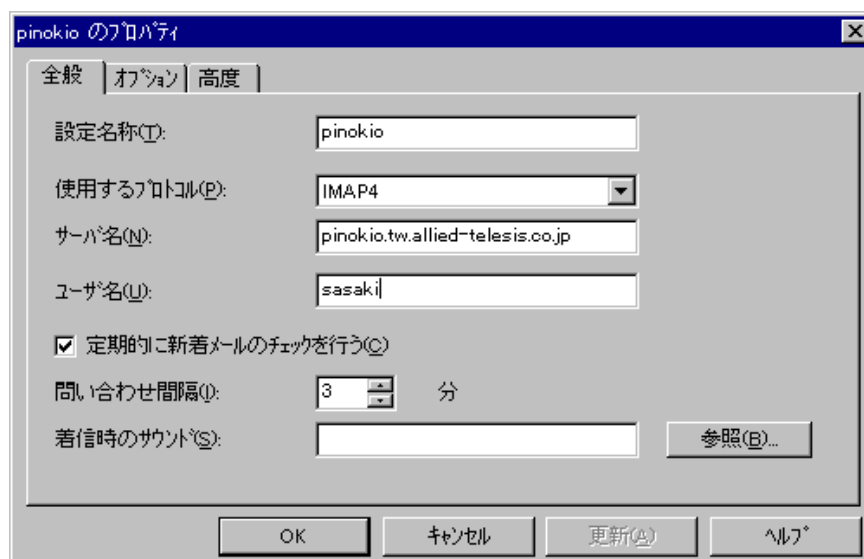 pinokio のﾌﾟﾛﾊﾟﾃｨ
全般 ｵﾌﾟｼｮﾝ 高度
設定名称(T): pinokio
使用するﾌﾟﾛﾄｺﾙ(P): IMAP4
ｻｰﾊﾞ名(N): pinokio.tw.allied-telesis.co.jp
ﾕｰｻﾞ名(U): sasaki
定期的に新着ﾒｰﾙのﾁｪｯｸを行う(C)
問い合わせ間隔(I): 3 分
着信時のｻｳﾝﾄﾞ(S): 参照(B)...
OK ｷｬﾝｾﾙ 更新(A) ﾍﾙﾌﾟ